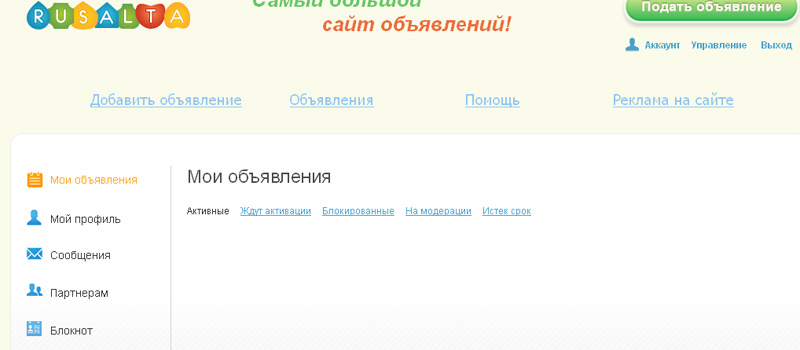 RUSALTA
Самый большой
сайт объявлений!
Подать объявление
Аккаунт Управление Выход
Добавить объявление Объявления Помощь Реклама на сайте
Мои объявления
Мой профиль
Сообщения
Партнерам
Блокнот
Мои объявления
Активные Ждут активации Блокированные На модерации Истек срок